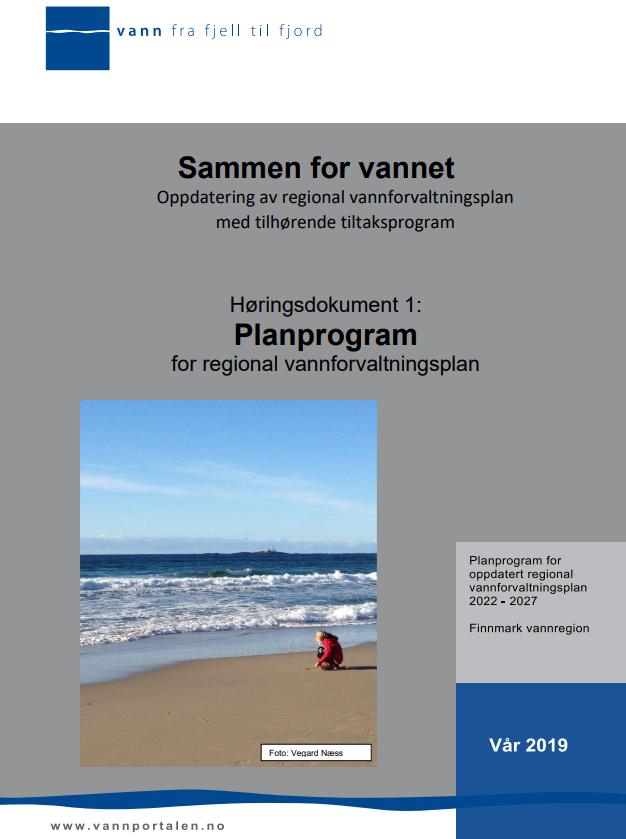 vann fra fjell til fjord
Sammen for vannet
Oppdatering av regional vannforvaltningsplan
med tilhørende tiltaksprogram
Høringsdokument 1:
Planprogram
for regional vannforvaltningsplan
Planprogram for
oppdatert regional
vannforvaltningsplan
2022 - 2027
Finnmark vannregion
Vår 2019
Foto: Vegard Næss
www.vannportalen.no